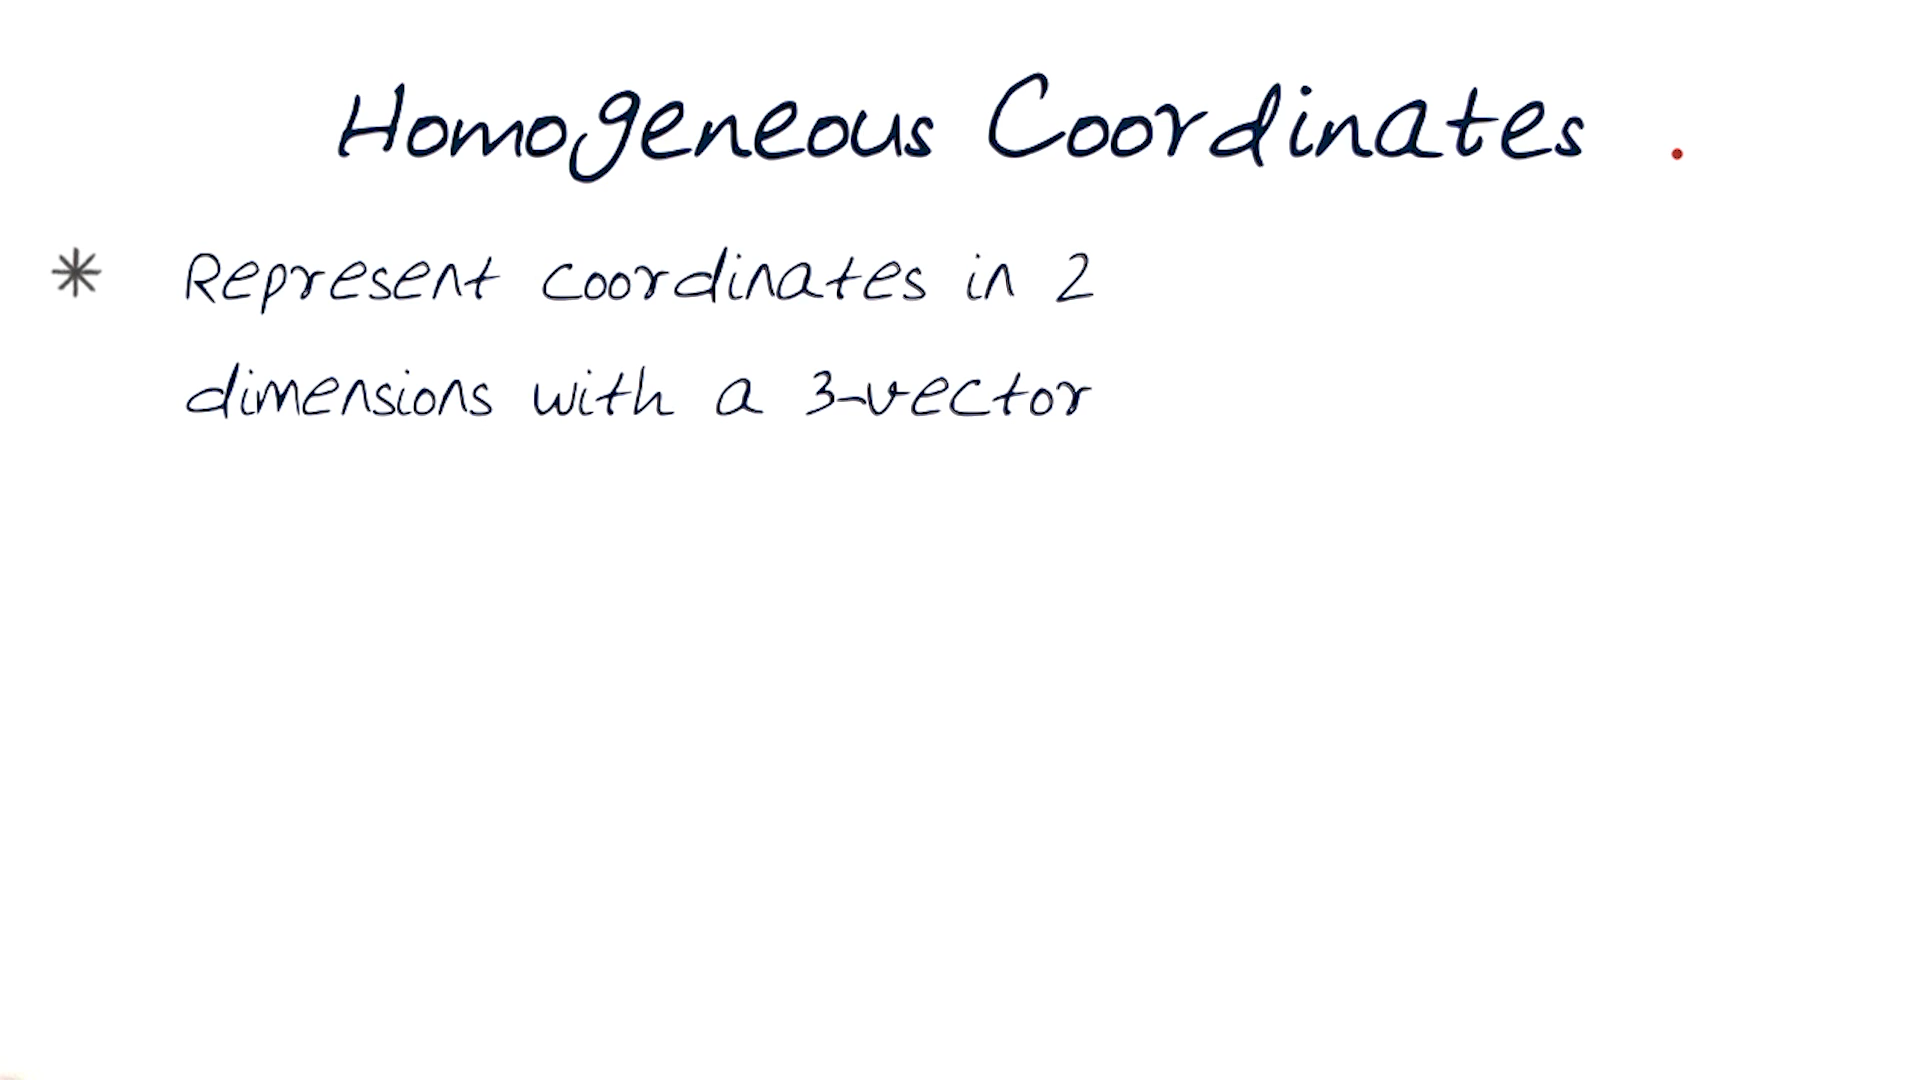 Homogeneous Coordinates
* Represent coordinates in 2
dimensions with a 3-vector